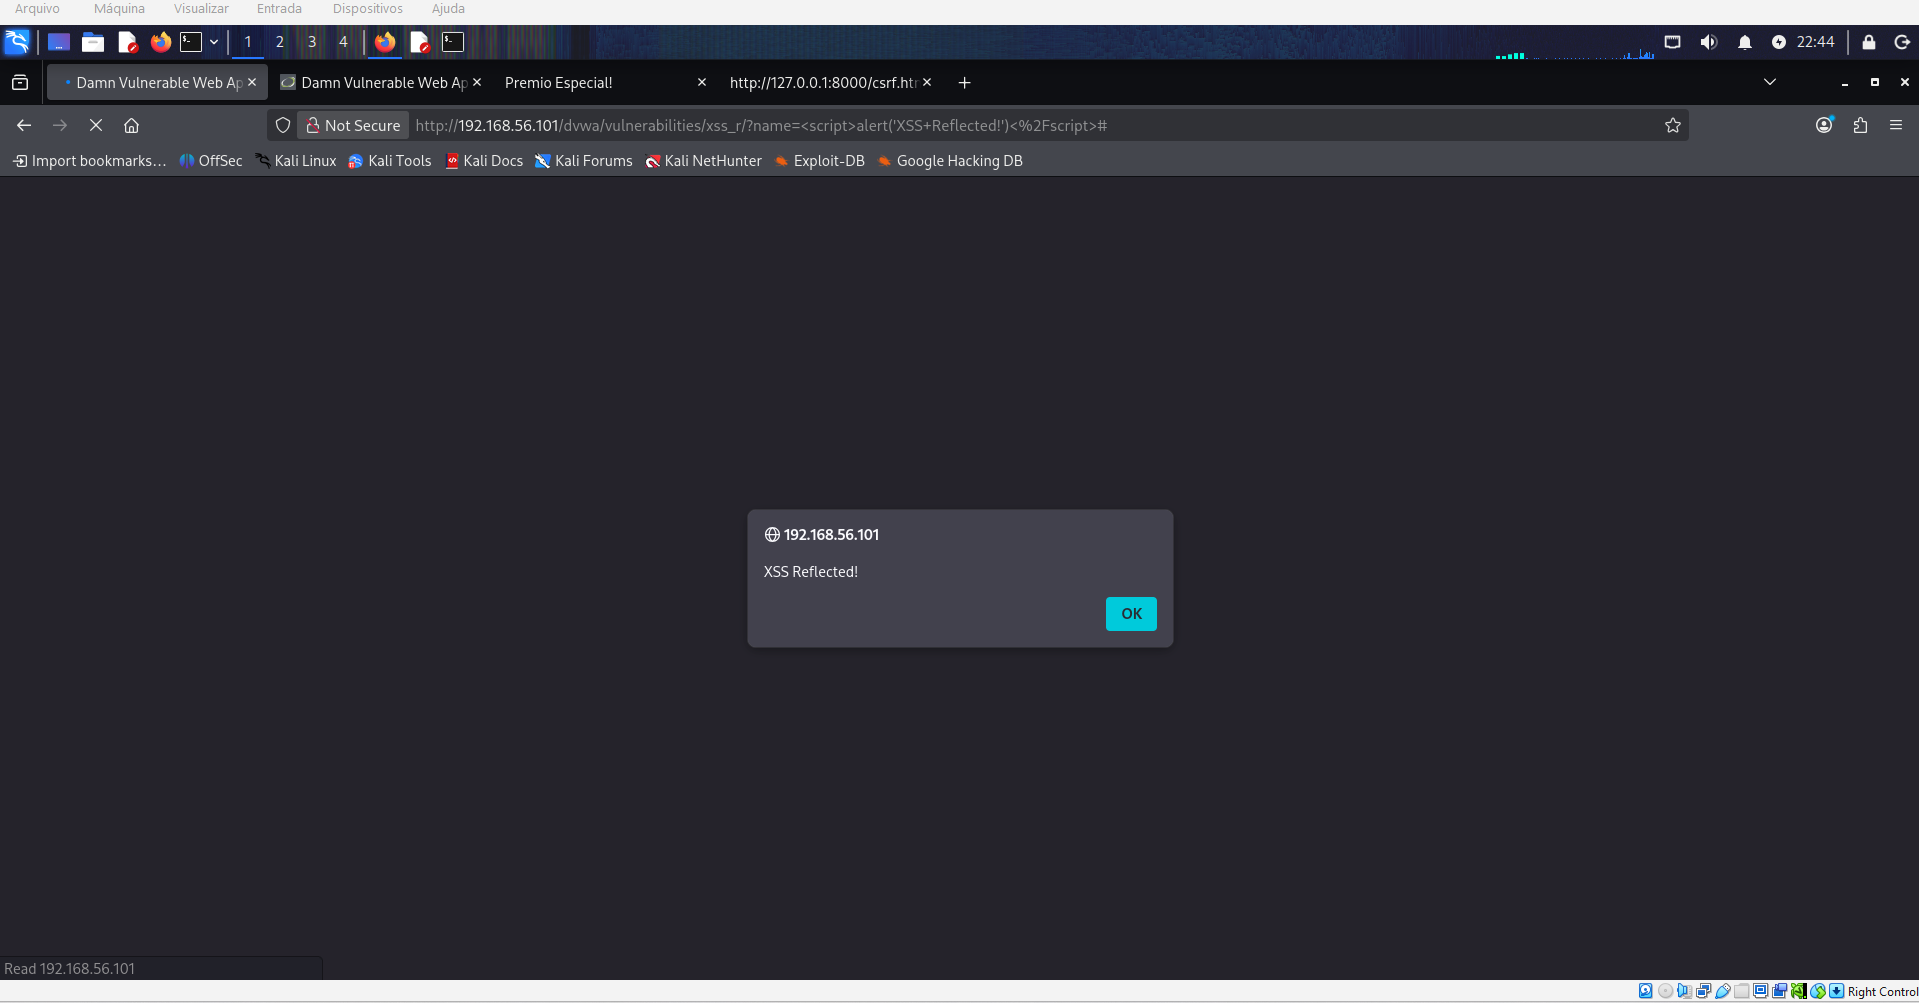 Arquivo Máquina Visualizar Entrada Dispositivos Ajuda
1 2 3 4 22:44
Damn Vulnerable Web Ap Damn Vulnerable Web Ap Premio Especial! http://127.0.0.1:8000/csrf.htr
Not Secure http://192.168.56.101/dvwa/vulnerabilities/xss_r/?name=<script>alert('XSS+Reflected!')<%2Fscript>#
Import bookmarks... OffSec Kali Linux Kali Tools Kali Docs Kali Forums Kali NetHunter Exploit-DB Google Hacking DB
192.168.56.101
XSS Reflected!
OK
Read 192.168.56.101
Right Control